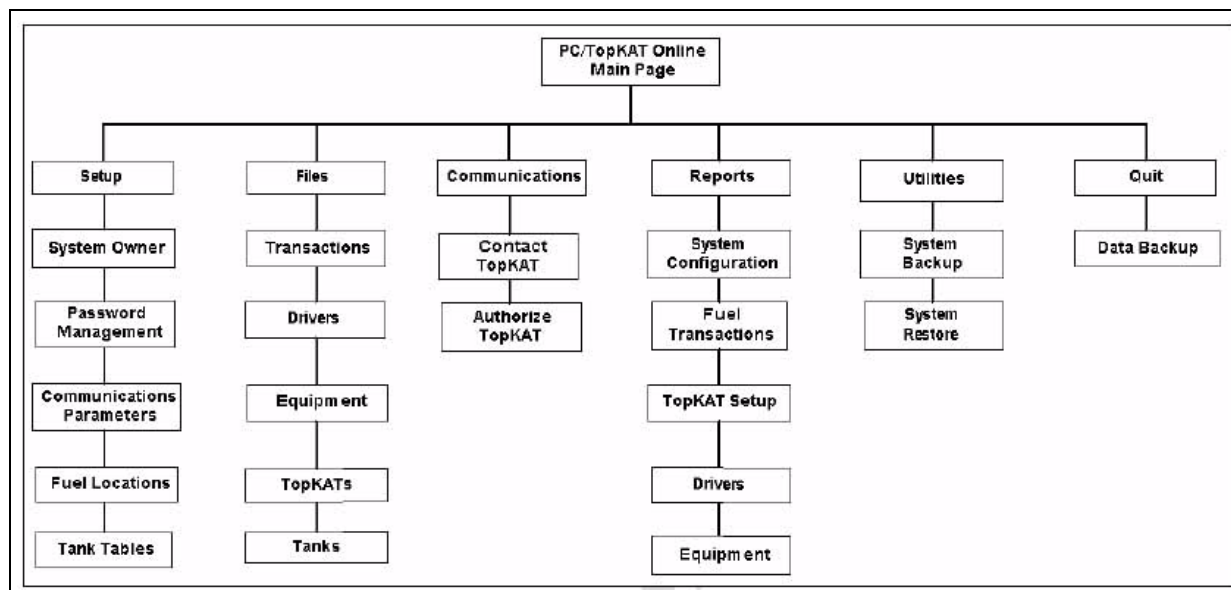 PC/TopKAT Online
Main Page
Setup
Files
Communications
Reports
Utilities
Quit
System Owner
Transactions
Contact
TopKAT
System
Configuration
System
Backup
Data Backup
Password
Management
Drivers
Authorize
TopKAT
Fuel
Transactions
System
Restore
Communications
Parameters
Equipment
TopKAT Setup
Fuel Locations
TopKATs
Drivers
Tank Tables
Tanks
Equipment